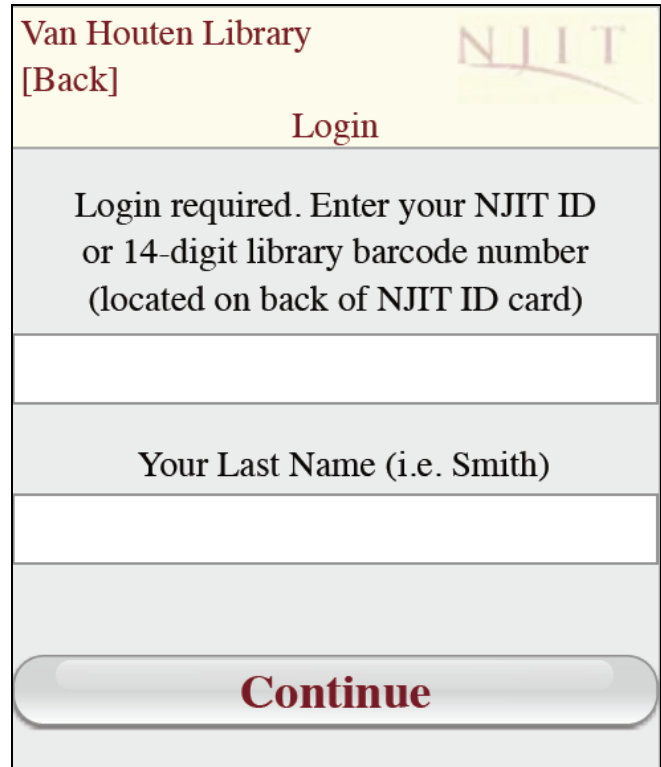 Van Houten Library
NJIT
[Back]
Login
Login required. Enter your NJIT ID
or 14-digit library barcode number
(located on back of NJIT ID card)
Your Last Name (i.e. Smith)
Continue